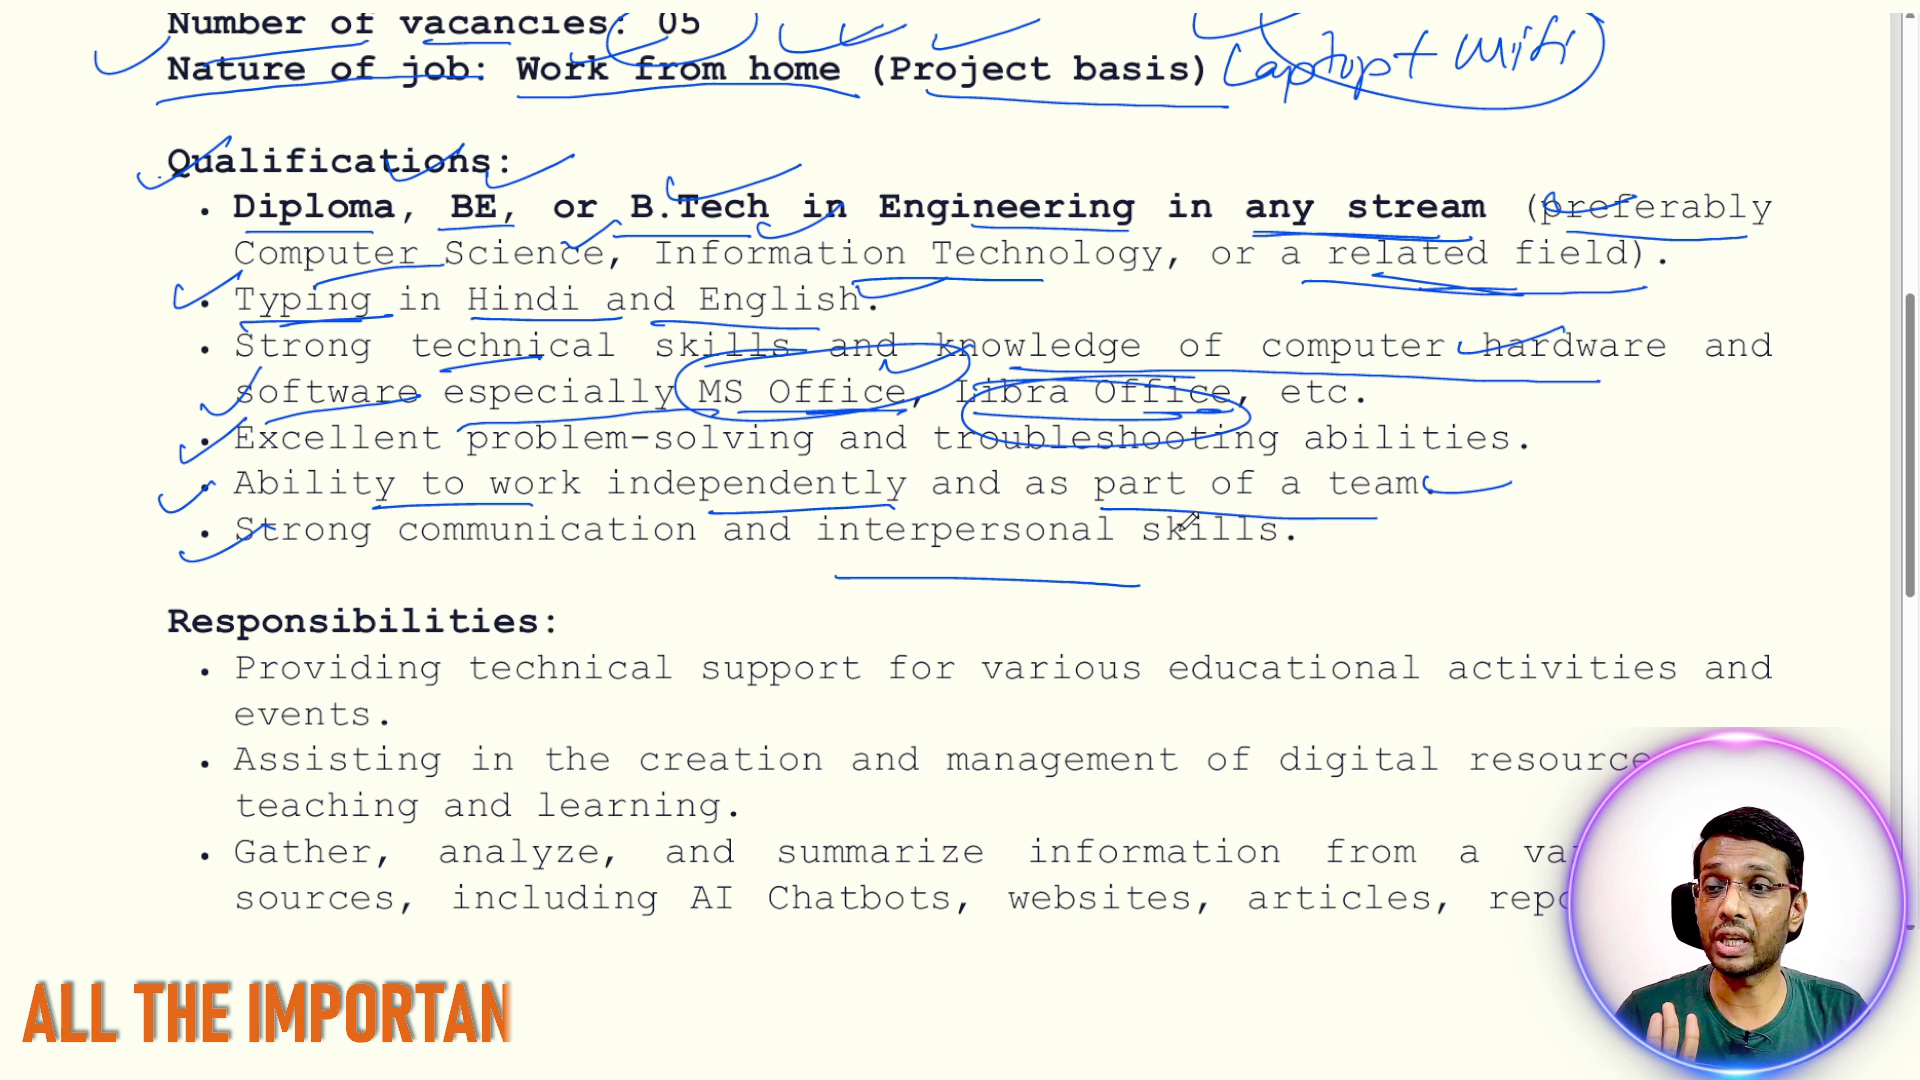 Number of vacancies: 05
Nature of job: Work from home (Project basis) Laptop + Wifi
Qualifications:
• Diploma, BE, or B.Tech in Engineering in any stream (preferably
Computer Science, Information Technology, or a related field).
• Typing in Hindi and English.
• Strong technical skills and knowledge of computer hardware and
software especially MS Office, Libra Office, etc.
• Excellent problem-solving and troubleshooting abilities.
• Ability to work independently and as part of a team.
• Strong communication and interpersonal skills.
Responsibilities:
• Providing technical support for various educational activities and
events.
• Assisting in the creation and management of digital resource
teaching and learning.
• Gather, analyze, and summarize information from a va
sources, including AI Chatbots, websites, articles, repo
ALL THE IMPORTAN